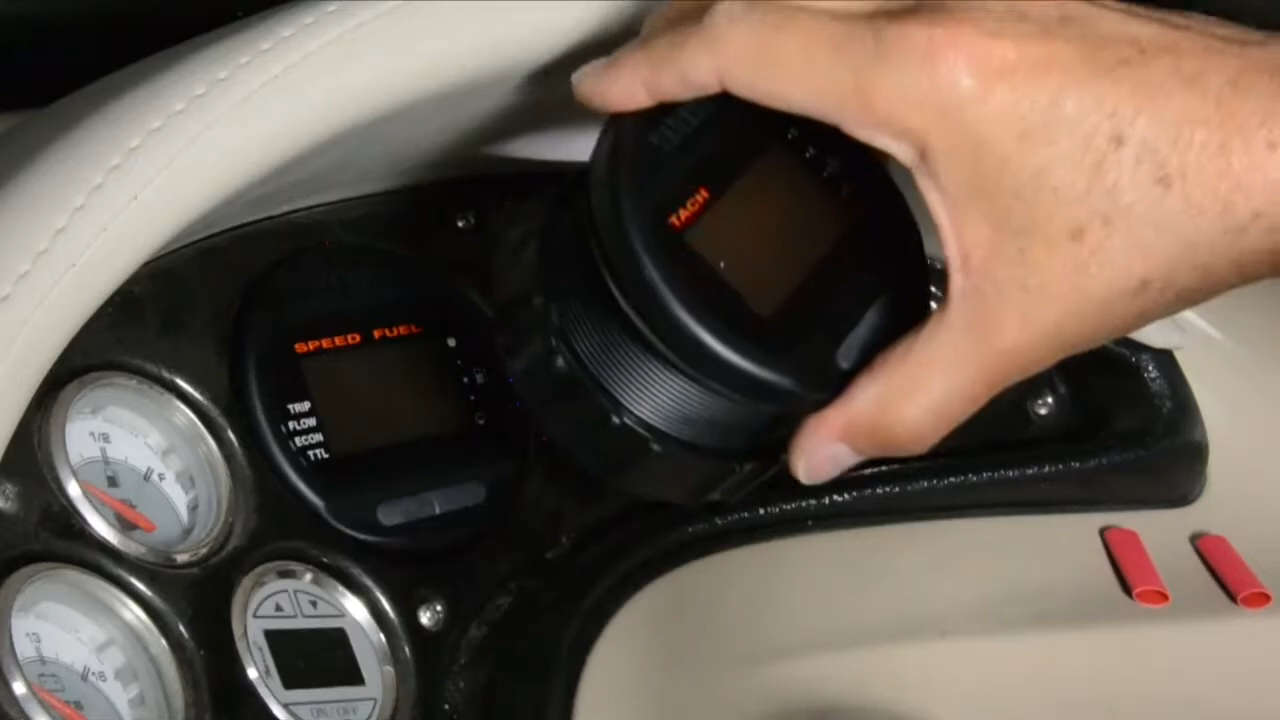 TACH
SPEED FUEL
TRIP
FLOW
ECON
TTL
1/2
F
13
16
ON/OFF